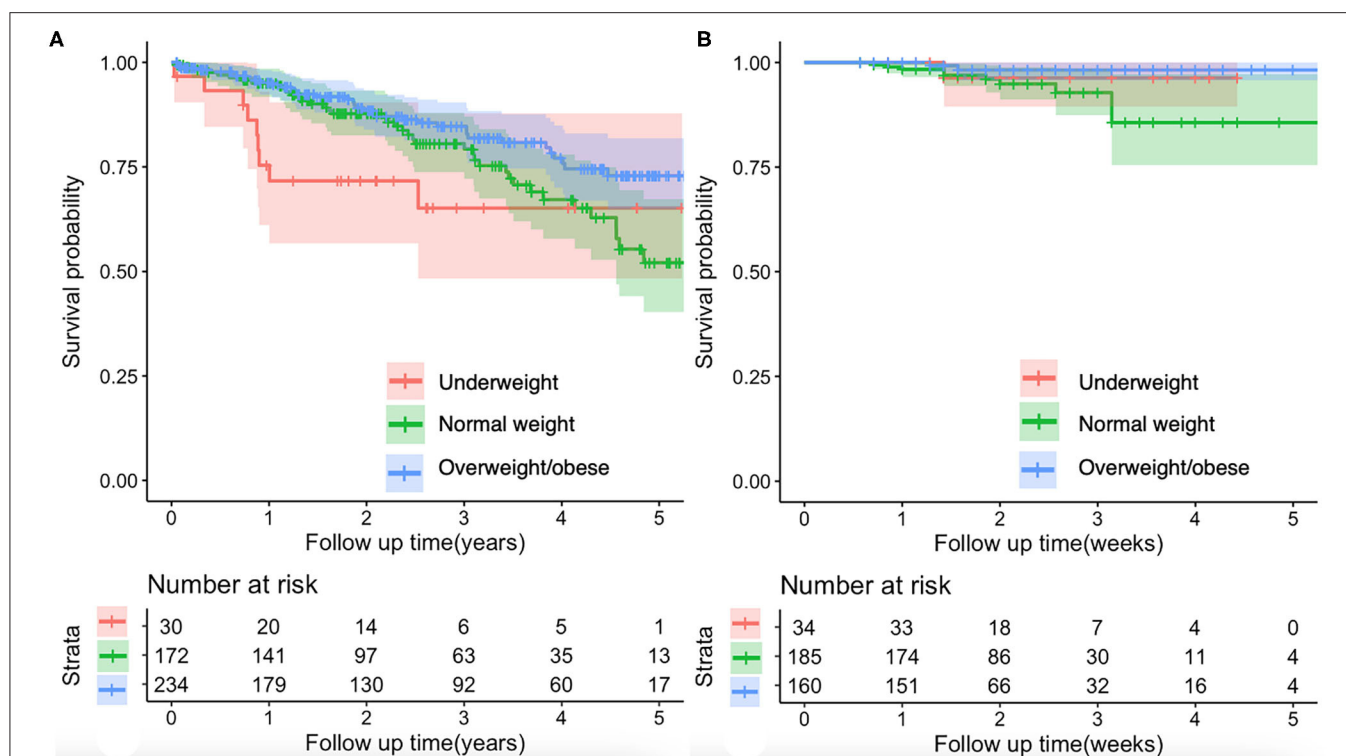 A
1.00
0.75
0.50
0.25
0.00
Survival probability
Underweight
Normal weight
Overweight/obese
0 1 2 3 4 5
Follow up time(years)
Number at risk
Strata
30 20 14 6 5 1
172 141 97 63 35 13
234 179 130 92 60 17
0 1 2 3 4 5
Follow up time(years)
B
1.00
0.75
0.50
0.25
0.00
Survival probability
Underweight
Normal weight
Overweight/obese
0 1 2 3 4 5
Follow up time(weeks)
Number at risk
Strata
34 33 18 7 4 0
185 174 86 30 11 4
160 151 66 32 16 4
0 1 2 3 4 5
Follow up time(weeks)